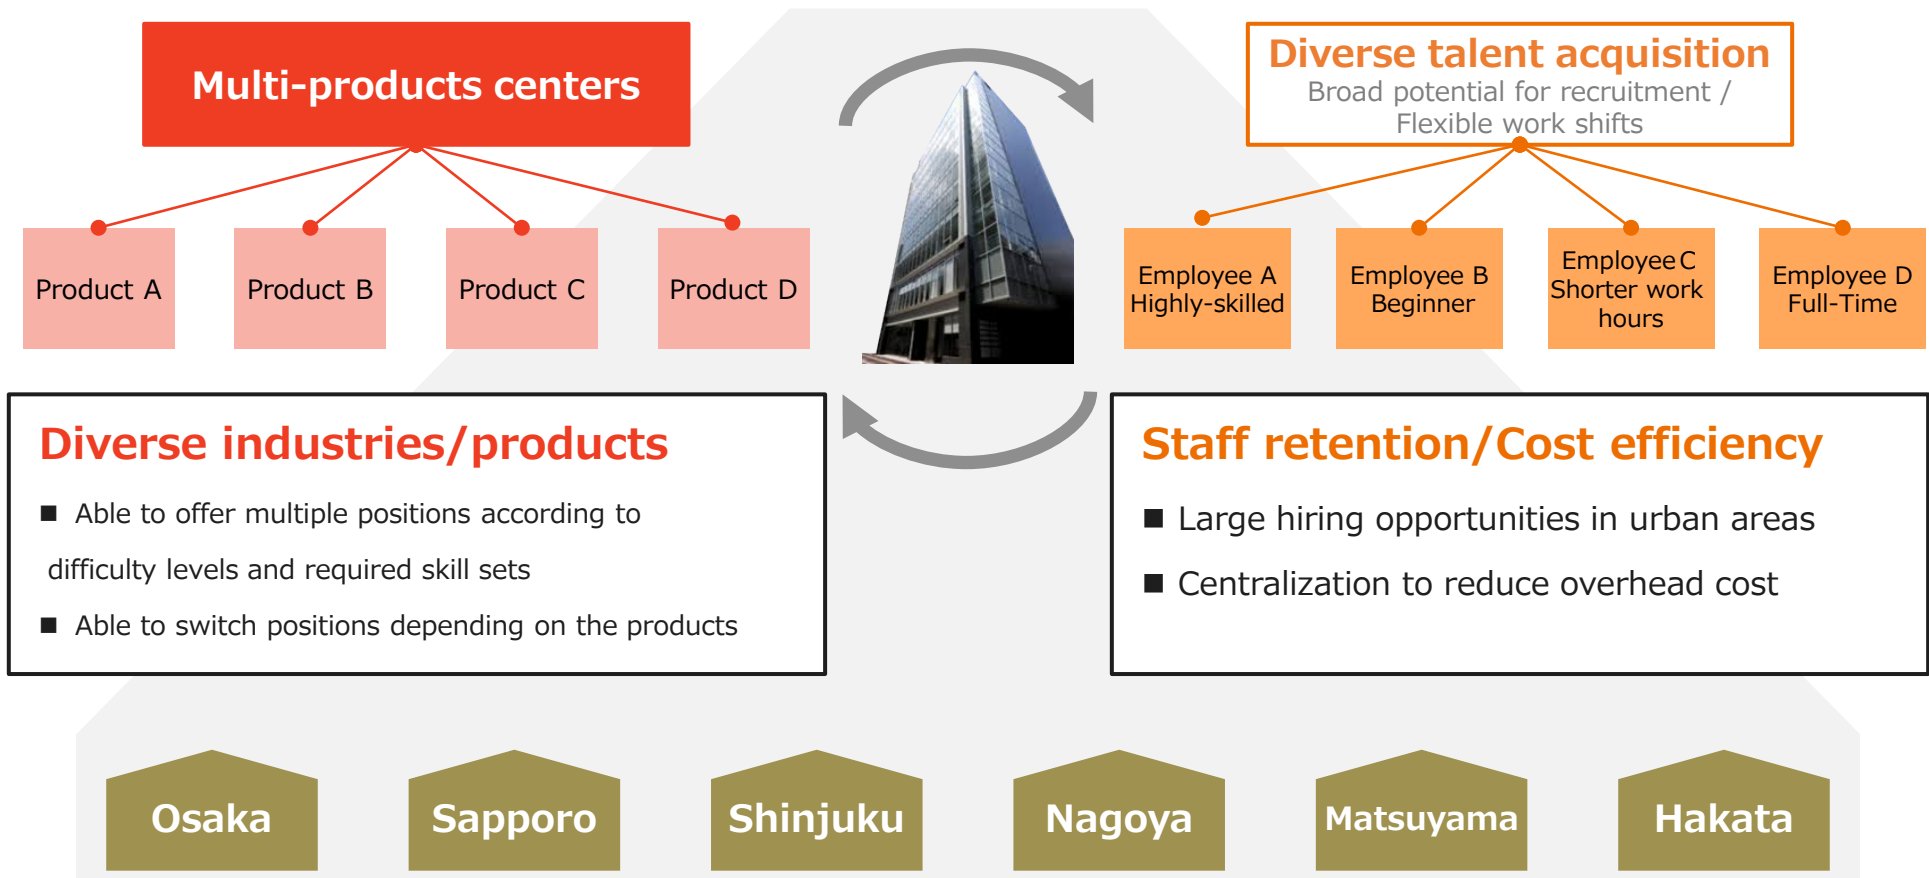 Multi-products centers
Product A
Product B
Product C
Product D
Diverse talent acquisition
Broad potential for recruitment /
Flexible work shifts
Employee A
Highly-skilled
Employee B
Beginner
Employee C
Shorter work
hours
Employee D
Full-Time
Diverse industries/products
■ Able to offer multiple positions according to
difficulty levels and required skill sets
■ Able to switch positions depending on the products
Staff retention/Cost efficiency
■ Large hiring opportunities in urban areas
■ Centralization to reduce overhead cost
Osaka
Sapporo
Shinjuku
Nagoya
Matsuyama
Hakata